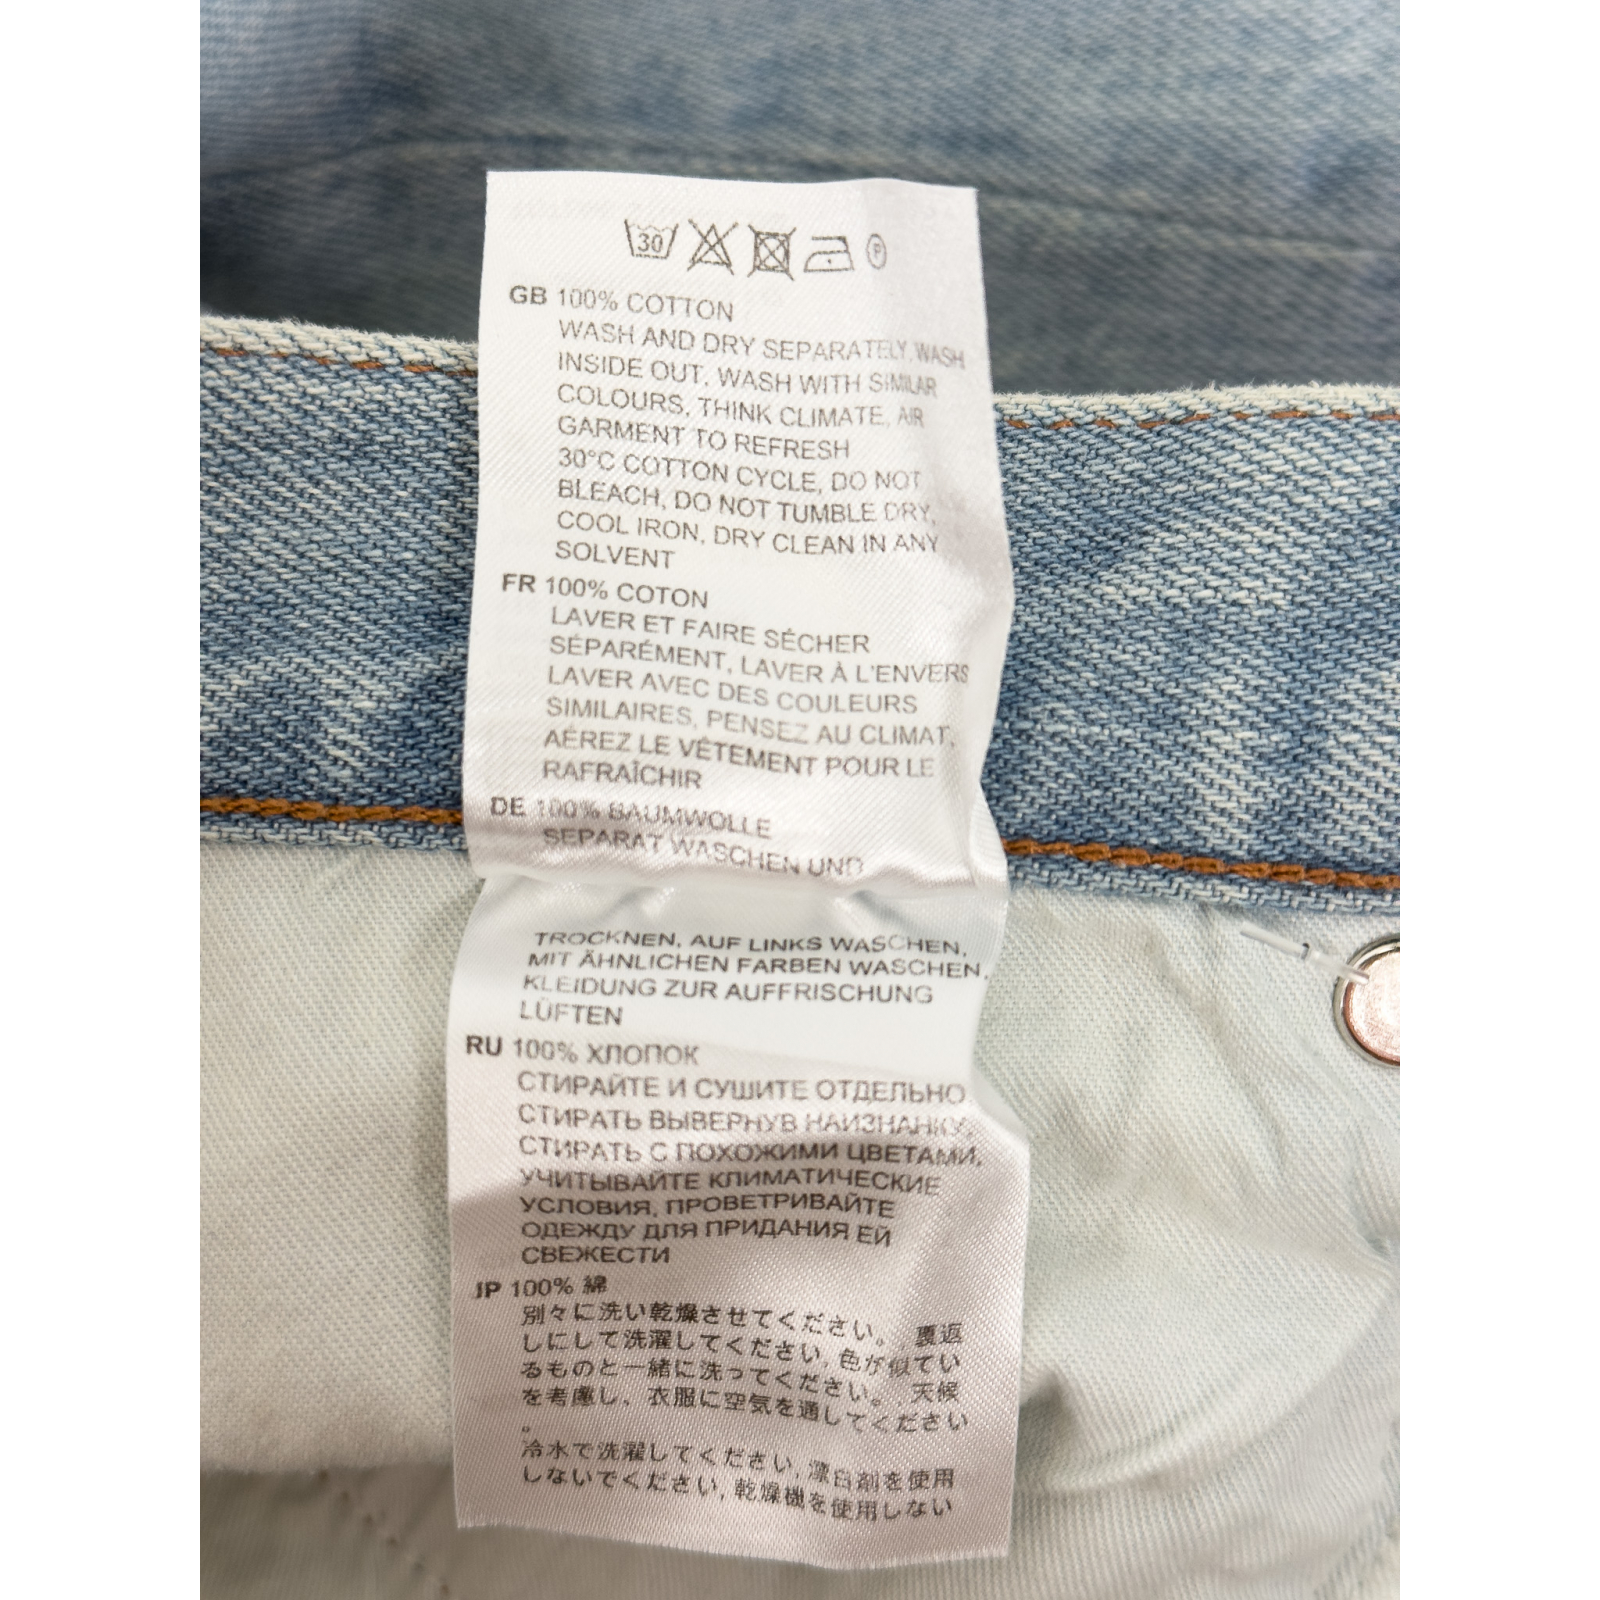 30 P
GB 100% COTTON
WASH AND DRY SEPARATELY, WASH
INSIDE OUT, WASH WITH SIMILAR
COLOURS, THINK CLIMATE, AIR
GARMENT TO REFRESH
30°C COTTON CYCLE, DO NOT
BLEACH, DO NOT TUMBLE DRY,
COOL IRON, DRY CLEAN IN ANY
SOLVENT
FR 100% COTON
LAVER ET FAIRE SÉCHER
SÉPARÉMENT, LAVER À L'ENVERS
LAVER AVEC DES COULEURS
SIMILAIRES, PENSEZ AU CLIMAT,
AÉREZ LE VÊTEMENT POUR LE
RAFRAÎCHIR
DE 100% BAUMWOLLE
SEPARAT WASCHEN UND
TROCKNEN, AUF LINKS WASCHEN,
MIT ÄHNLICHEN FARBEN WASCHEN,
KLEIDUNG ZUR AUFFRISCHUNG
LÜFTEN
RU 100% ХЛОПОК
СТИРАЙТЕ И СУШИТЕ ОТДЕЛЬНО
СТИРАТЬ ВЫВЕРНУВ НАИЗНАНКУ,
СТИРАТЬ С ПОХОЖИМИ ЦВЕТАМИ,
УЧИТЫВАЙТЕ КЛИМАТИЧЕСКИЕ
УСЛОВИЯ, ПРОВЕТРИВАЙТЕ
ОДЕЖДУ ДЛЯ ПРИДАНИЯ ЕЙ
СВЕЖЕСТИ
JP 100% 綿
別々に洗い乾燥させてください。, 裏返
しにして洗濯してください, 色が似てい
るものと一緒に洗ってください。, 天候
を考慮し、衣服に空気を通してください
。
冷水で洗濯してください, 漂白剤を使用
しないでください, 乾燥機を使用しない